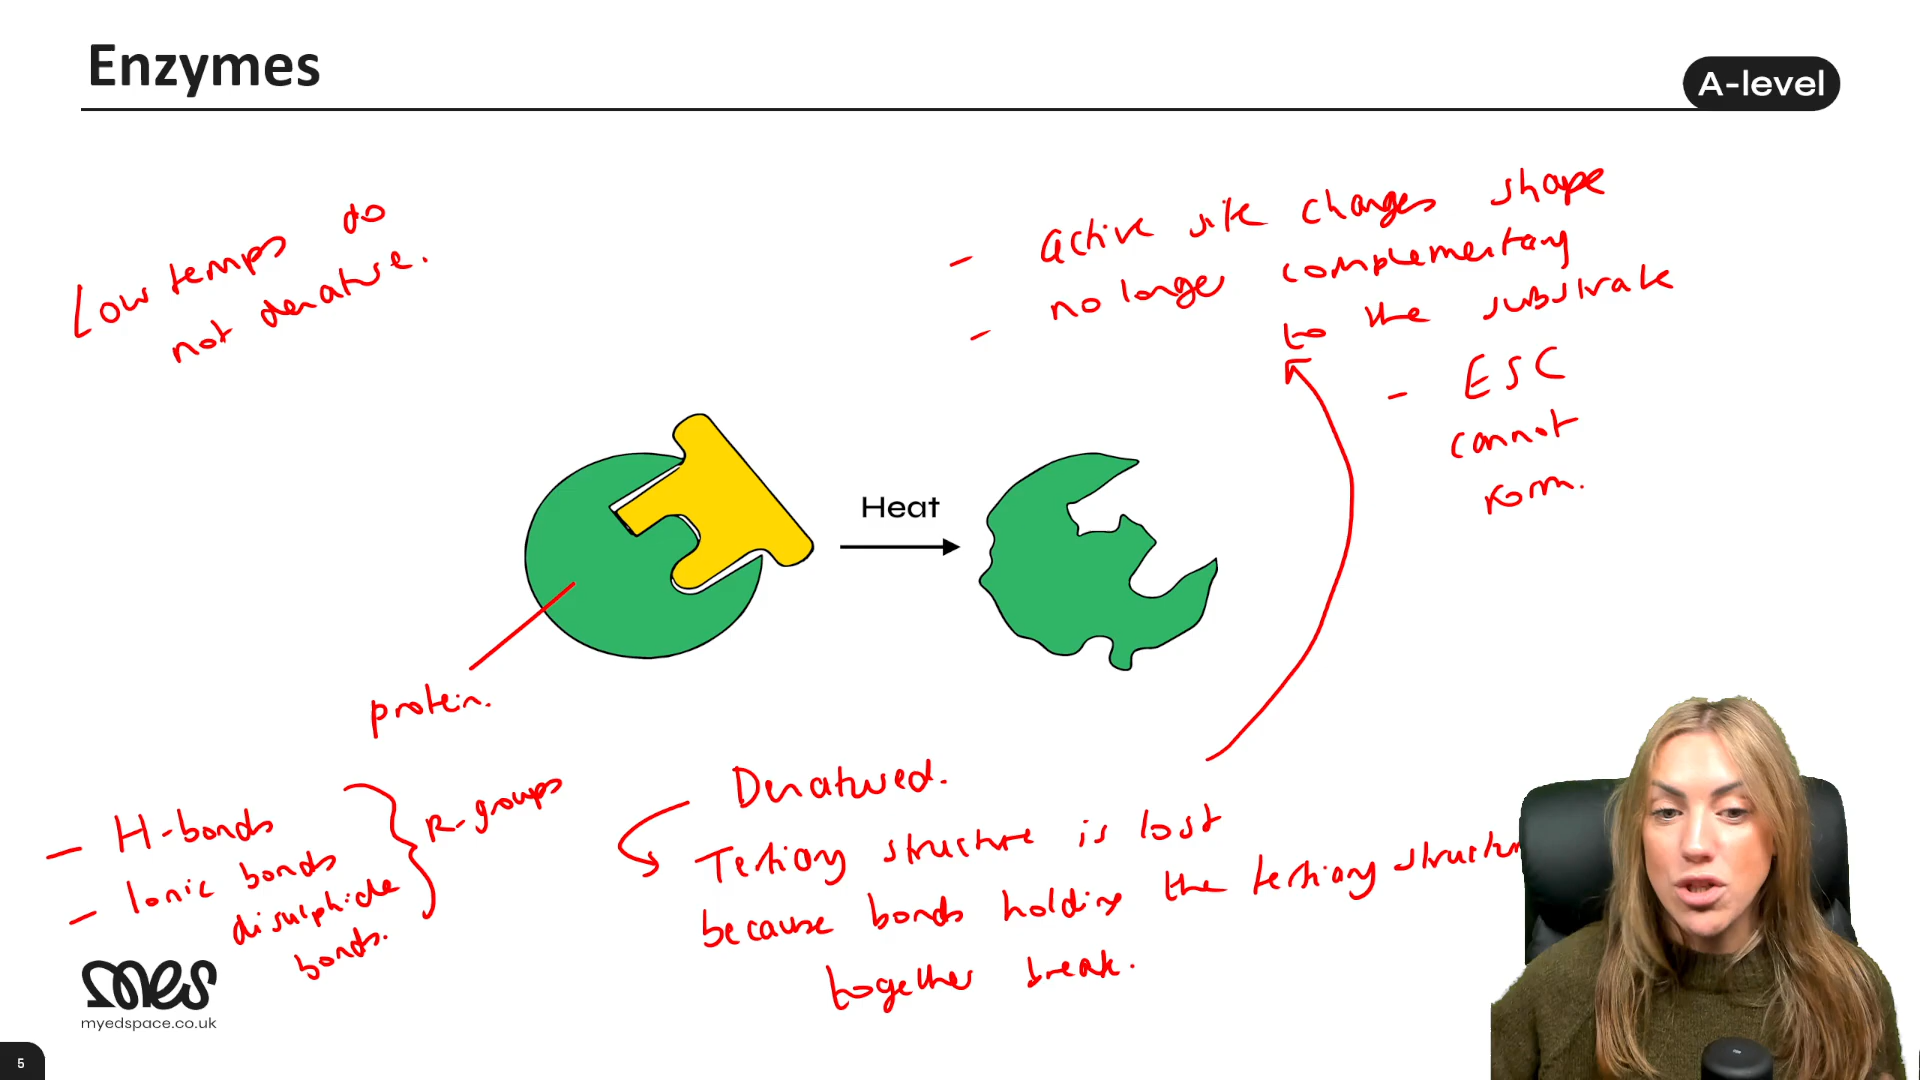 Enzymes
A-level
Low temps do
not denature.
- active site changes shape
- no longer complementary
to the substrate
- ESC
cannot
form.
Heat
protein.
- H-bonds
- Ionic bonds
disulphide
bonds.
R-groups
Denatured.
Tertiary structure is lost
because bonds holding the tertiary structure
together break.
mes
myedspace.co.uk
5